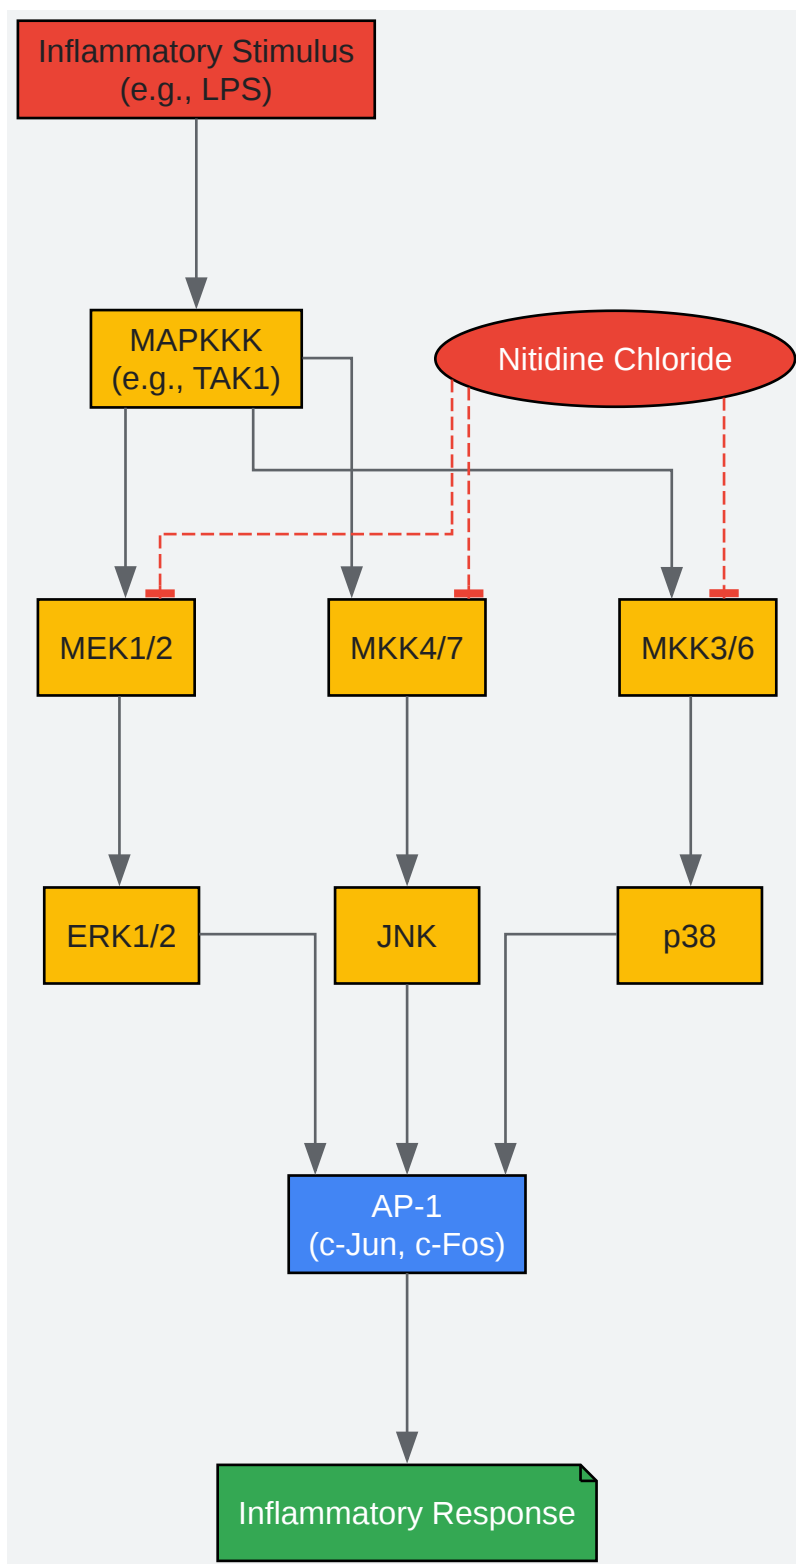 Inflammatory Stimulus
(e.g., LPS)
MAPKKK
(e.g., TAK1)
Nitidine Chloride
MEK1/2
MKK4/7
MKK3/6
ERK1/2
JNK
p38
AP-1
(c-Jun, c-Fos)
Inflammatory Response